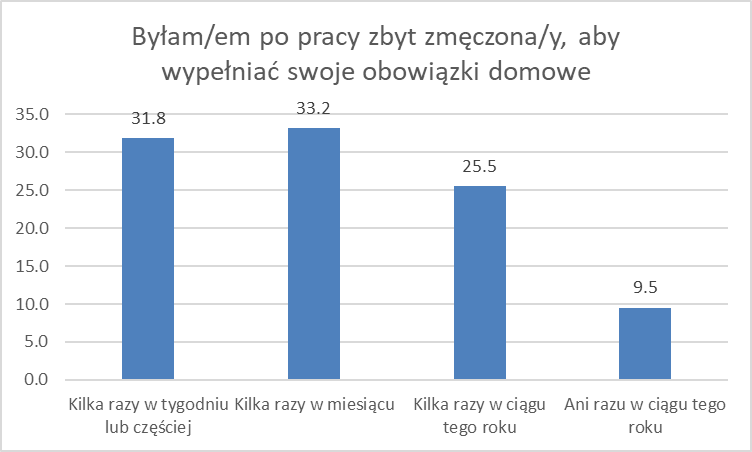 Byłam/em po pracy zbyt zmęczona/y, aby
wypełniać swoje obowiązki domowe
35.0
30.0
25.0
20.0
15.0
10.0
5.0
0.0
31.8
33.2
25.5
9.5
Kilka razy w tygodniu
lub częściej
Kilka razy w miesiącu
Kilka razy w ciągu
tego roku
Ani razu w ciągu tego
roku